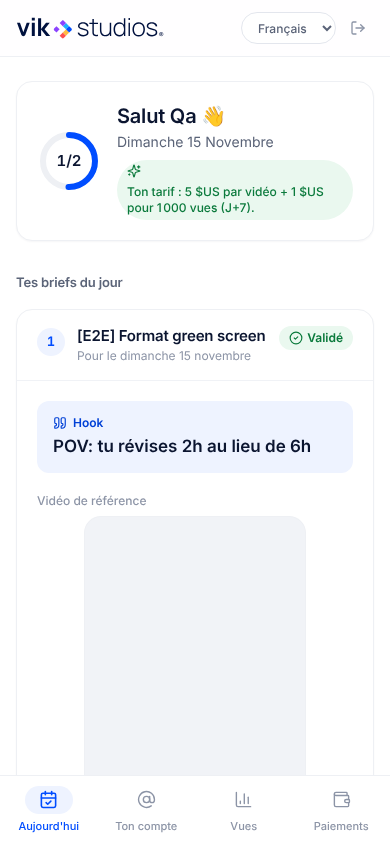 vik studios®
Français
1/2
Salut Qa 👋
Dimanche 15 Novembre
Ton tarif : 5 $US par vidéo + 1 $US
pour 1000 vues (J+7).
Tes briefs du jour
1
[E2E] Format green screen
Validé
Pour le dimanche 15 novembre
Hook
POV: tu révises 2h au lieu de 6h
Vidéo de référence
Aujourd'hui
Ton compte
Vues
Paiements